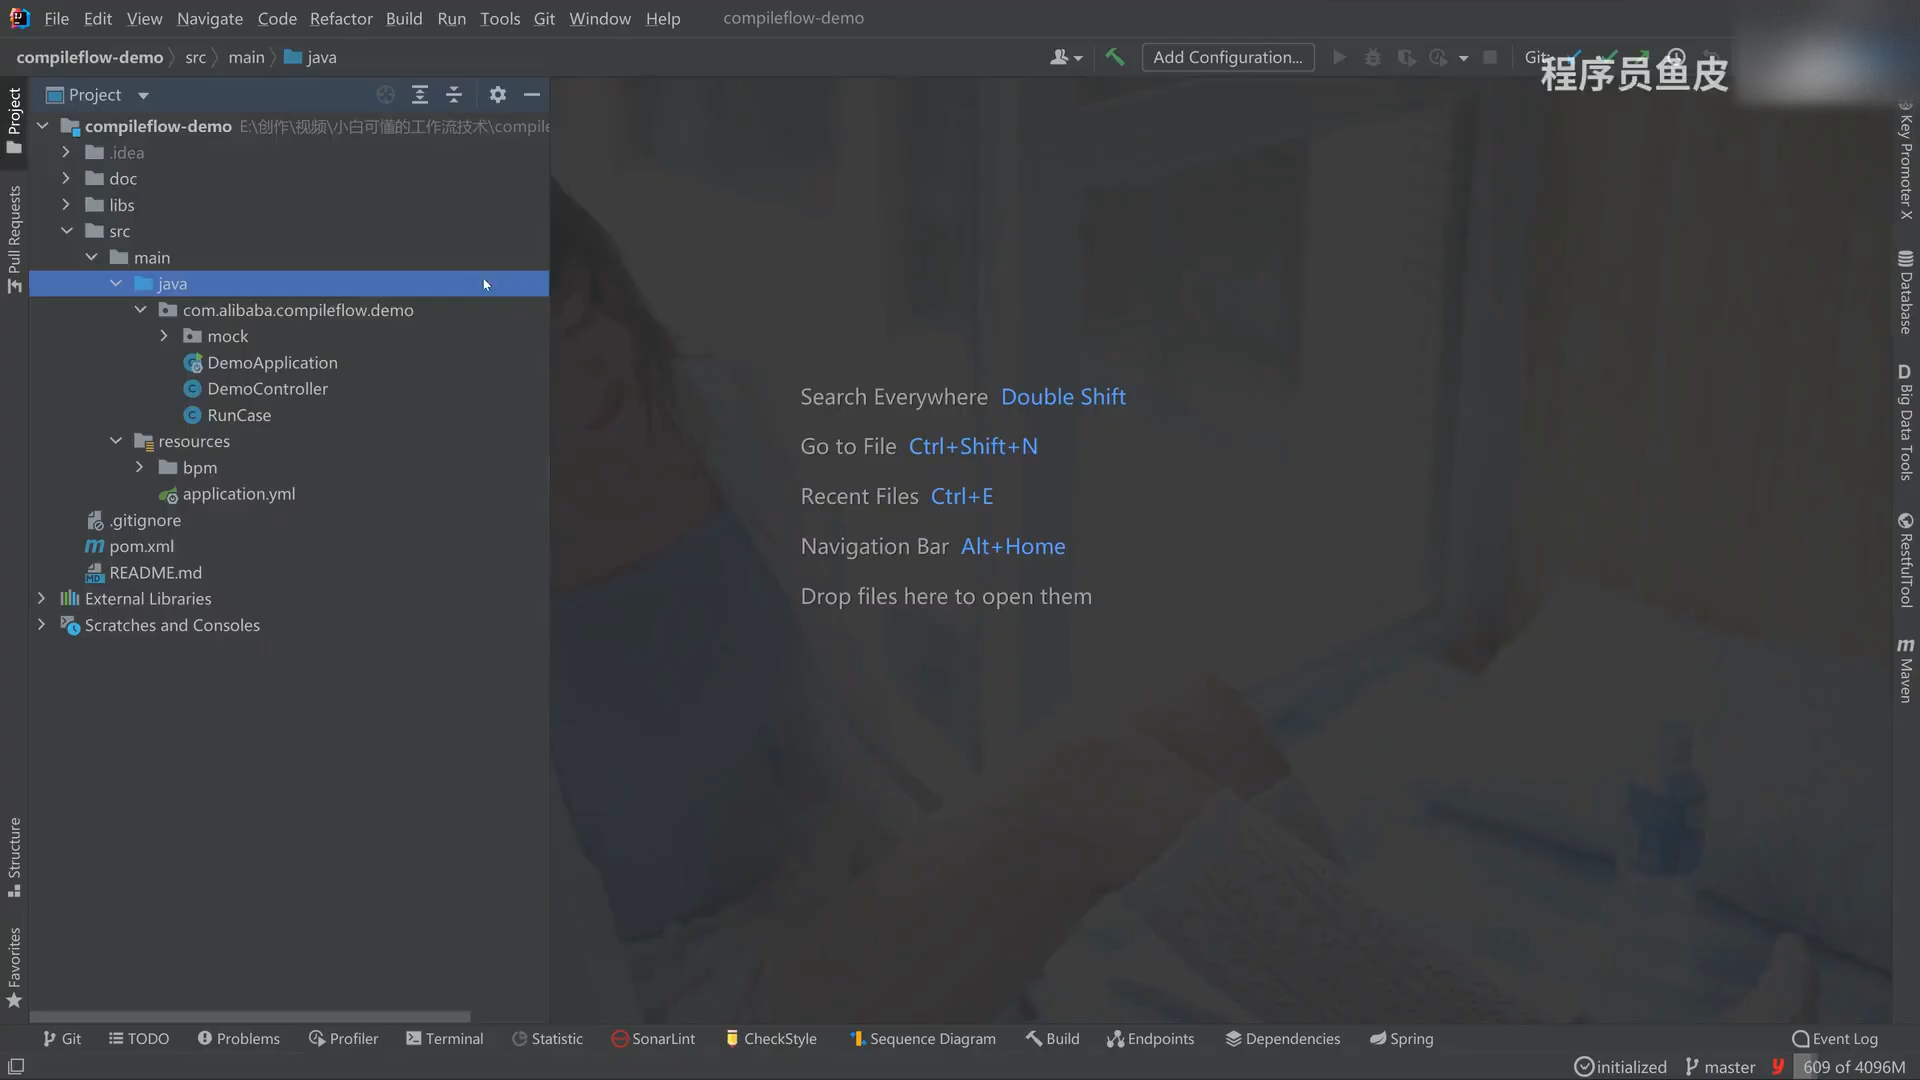 File Edit View Navigate Code Refactor Build Run Tools Git Window Help compileflow-demo
compileflow-demo src main java Add Configuration... Git:
程序员鱼皮
Project
compileflow-demo E:\创作\视频\小白可懂的工作流技术\compile
.idea
doc
libs
src
main
java
com.alibaba.compileflow.demo
mock
DemoApplication
DemoController
RunCase
resources
bpm
application.yml
.gitignore
pom.xml
README.md
External Libraries
Scratches and Consoles
Search Everywhere Double Shift
Go to File Ctrl+Shift+N
Recent Files Ctrl+E
Navigation Bar Alt+Home
Drop files here to open them
Project
Pull Requests
Structure
Favorites
Key Promoter X
Database
D Big Data Tools
RestfulTool
m Maven
Git TODO Problems Profiler Terminal Statistic SonarLint CheckStyle Sequence Diagram Build Endpoints Dependencies Spring Event Log
initialized master y 609 of 4096M